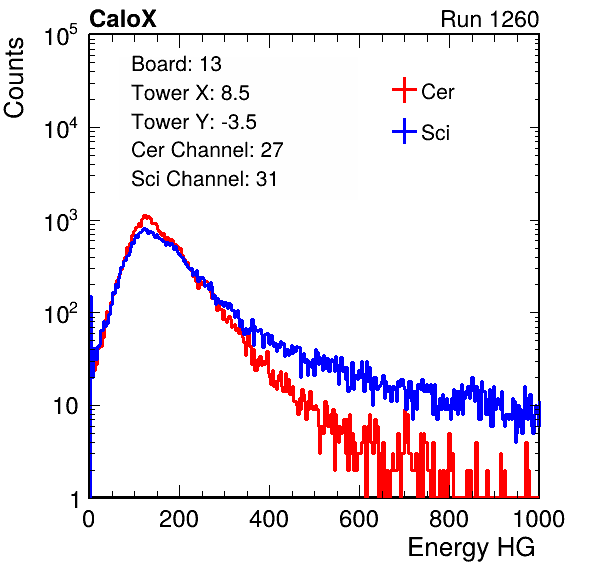 CaloX Run 1260
Counts
Board: 13
Tower X: 8.5
Tower Y: -3.5
Cer Channel: 27
Sci Channel: 31
Cer
Sci
10^5
10^4
10^3
10^2
10
1
0 200 400 600 800 1000
Energy HG